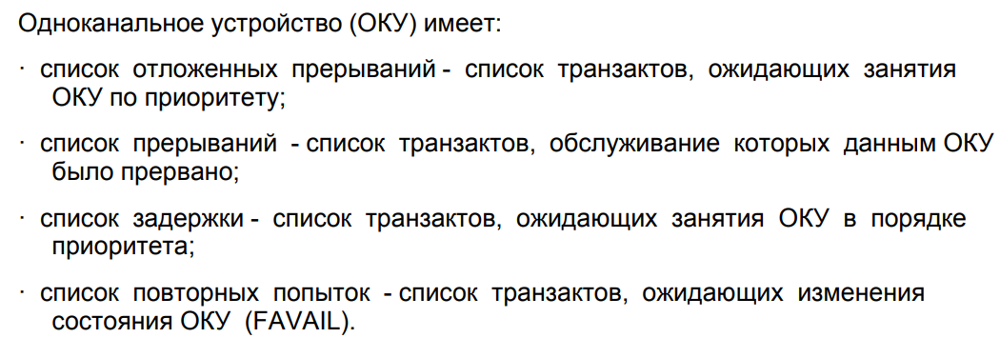 Одноканальное устройство (ОКУ) имеет:
· список отложенных прерываний - список транзактов, ожидающих занятия
ОКУ по приоритету;
· список прерываний - список транзактов, обслуживание которых данным ОКУ
было прервано;
· список задержки - список транзактов, ожидающих занятия ОКУ в порядке
приоритета;
· список повторных попыток - список транзактов, ожидающих изменения
состояния ОКУ (FAVAIL).